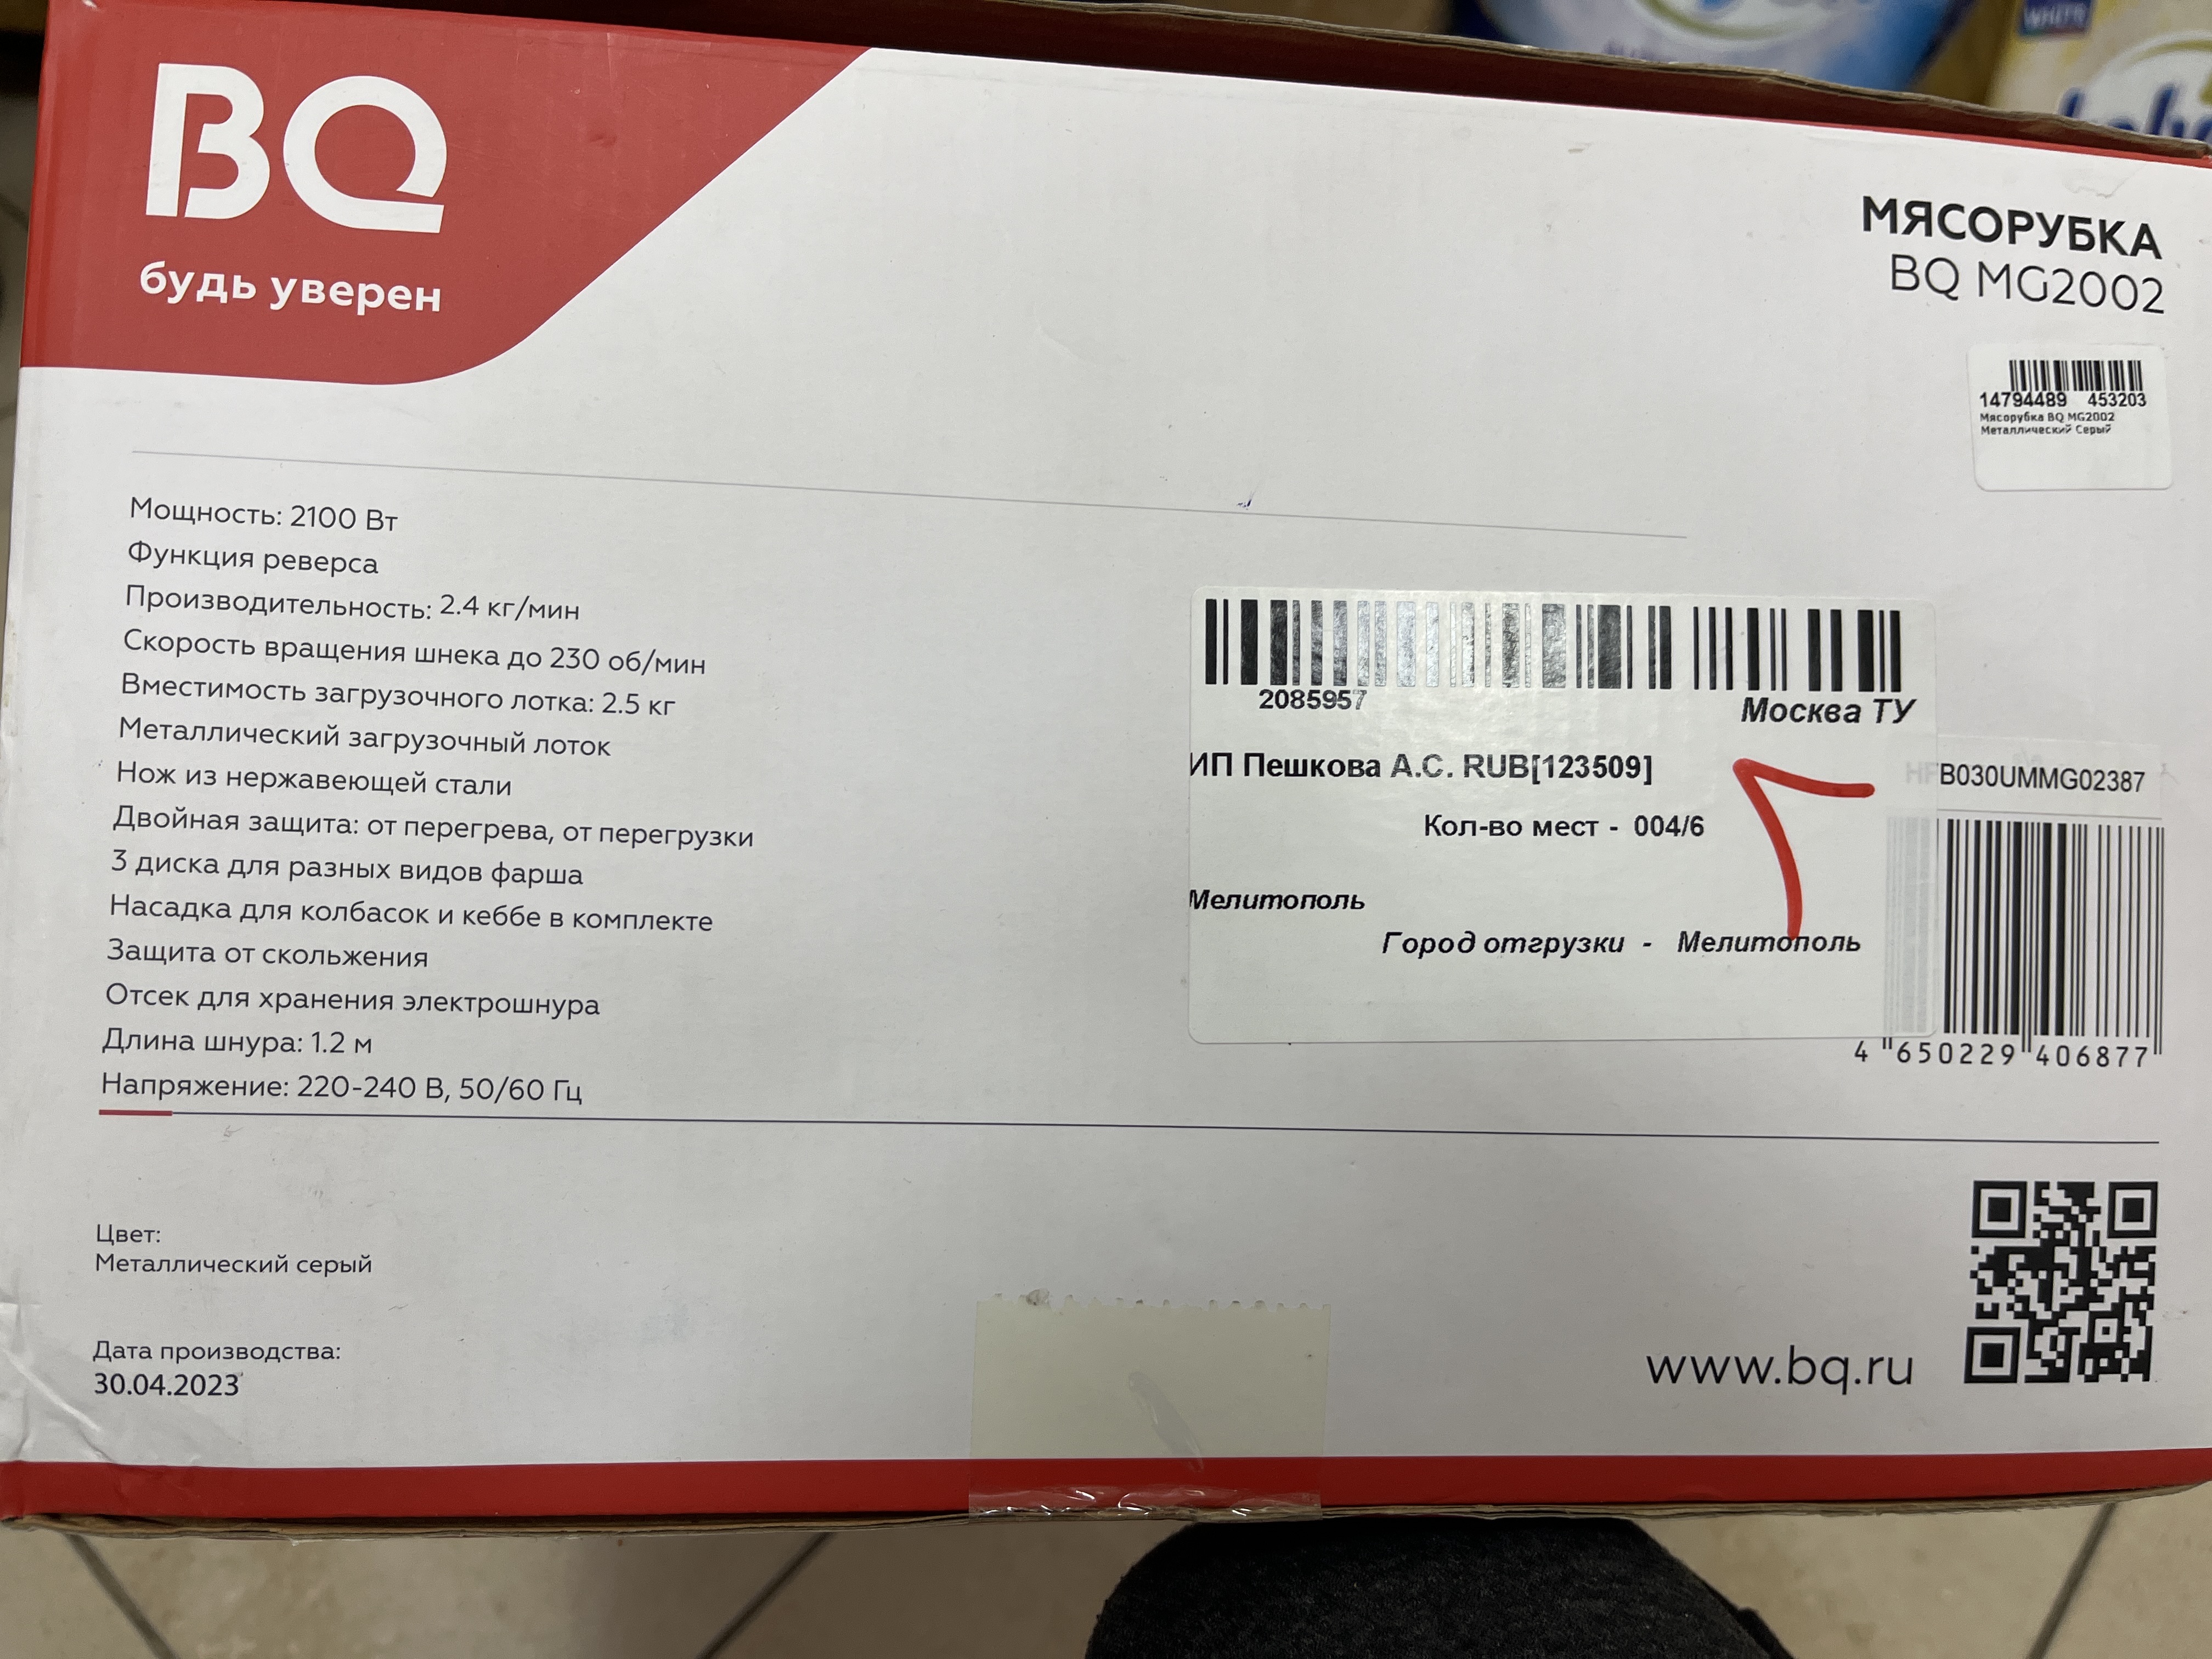 BQ
будь уверен
МЯСОРУБКА
BQ MG2002
14794489 453203
Мясорубка BQ MG2002
Металлический Серый
Мощность: 2100 Вт
Функция реверса
Производительность: 2.4 кг/мин
Скорость вращения шнека до 230 об/мин
Вместимость загрузочного лотка: 2.5 кг
Металлический загрузочный лоток
Нож из нержавеющей стали
Двойная защита: от перегрева, от перегрузки
3 диска для разных видов фарша
Насадка для колбасок и кеббе в комплекте
Защита от скольжения
Отсек для хранения электрошнура
Длина шнура: 1.2 м
Напряжение: 220-240 В, 50/60 Гц
2085957
Москва ТУ
ИП Пешкова А.С. RUB[123509]
Кол-во мест - 004/6
Мелитополь
Город отгрузки - Мелитополь
HFB030UMMG02387
4 650229 406877
Цвет:
Металлический серый
Дата производства:
30.04.2023
www.bq.ru
WHITE